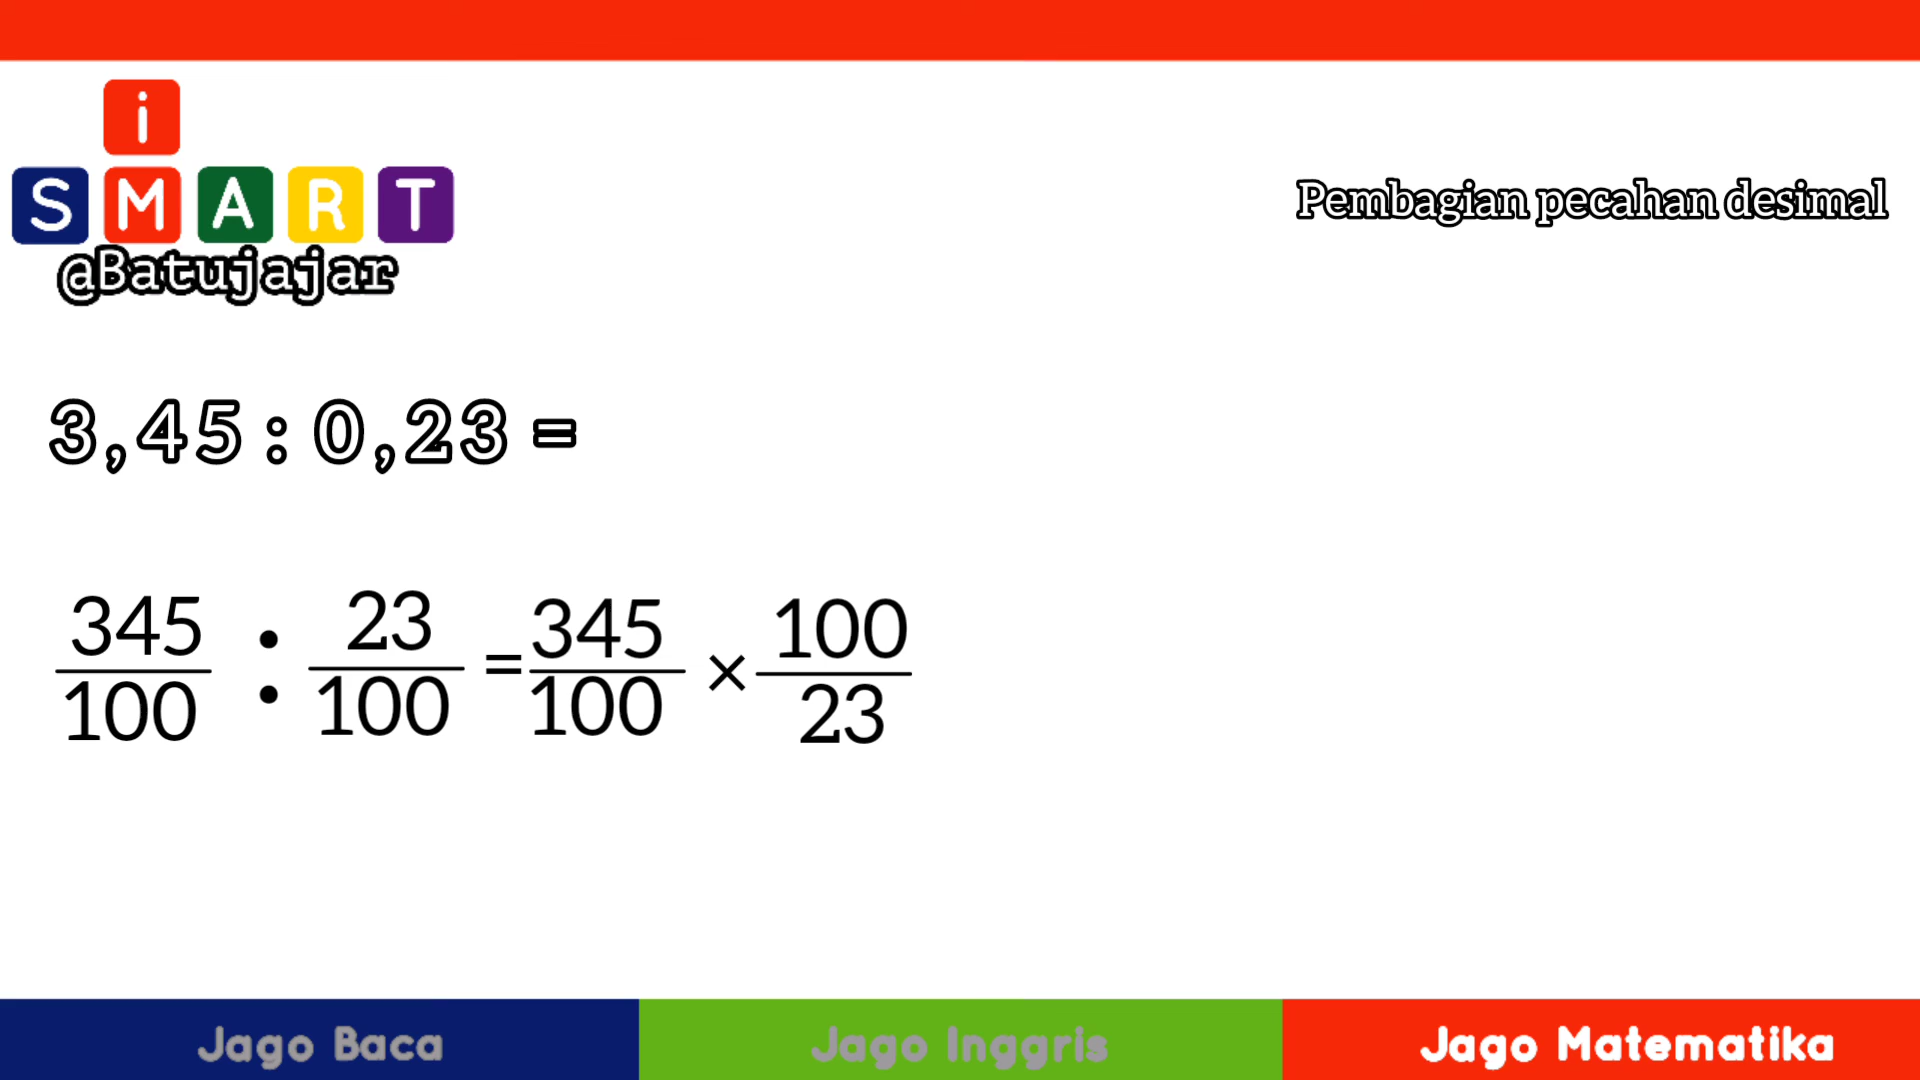 i
SMART
@Batujajar
Pembagian pecahan desimal
3,45 : 0,23 =
345/100 : 23/100 = 345/100 × 100/23
Jago Baca
Jago Inggris
Jago Matematika